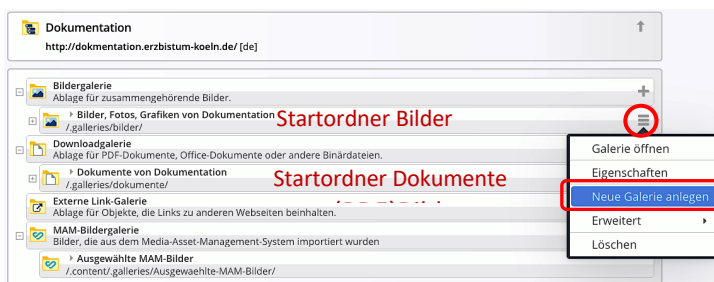 Dokumentation
http://dokmentation.erzbistum-koeln.de/ [de]
Bildergalerie
Ablage für zusammengehörende Bilder.
Bilder, Fotos, Grafiken von Dokumentation
/.galleries/bilder/
Startordner Bilder
Downloadgalerie
Ablage für PDF-Dokumente, Office-Dokumente oder andere Binärdateien.
Dokumente von Dokumentation
/.galleries/dokumente/
Startordner Dokumente
Externe Link-Galerie
Ablage für Objekte, die Links zu anderen Webseiten beinhalten.
MAM-Bildergalerie
Bilder, die aus dem Media-Asset-Management-System importiert wurden
Ausgewählte MAM-Bilder
/.content/.galleries/Ausgewaehlte-MAM-Bilder/
Galerie öffnen
Eigenschaften
Neue Galerie anlegen
Erweitert
Löschen